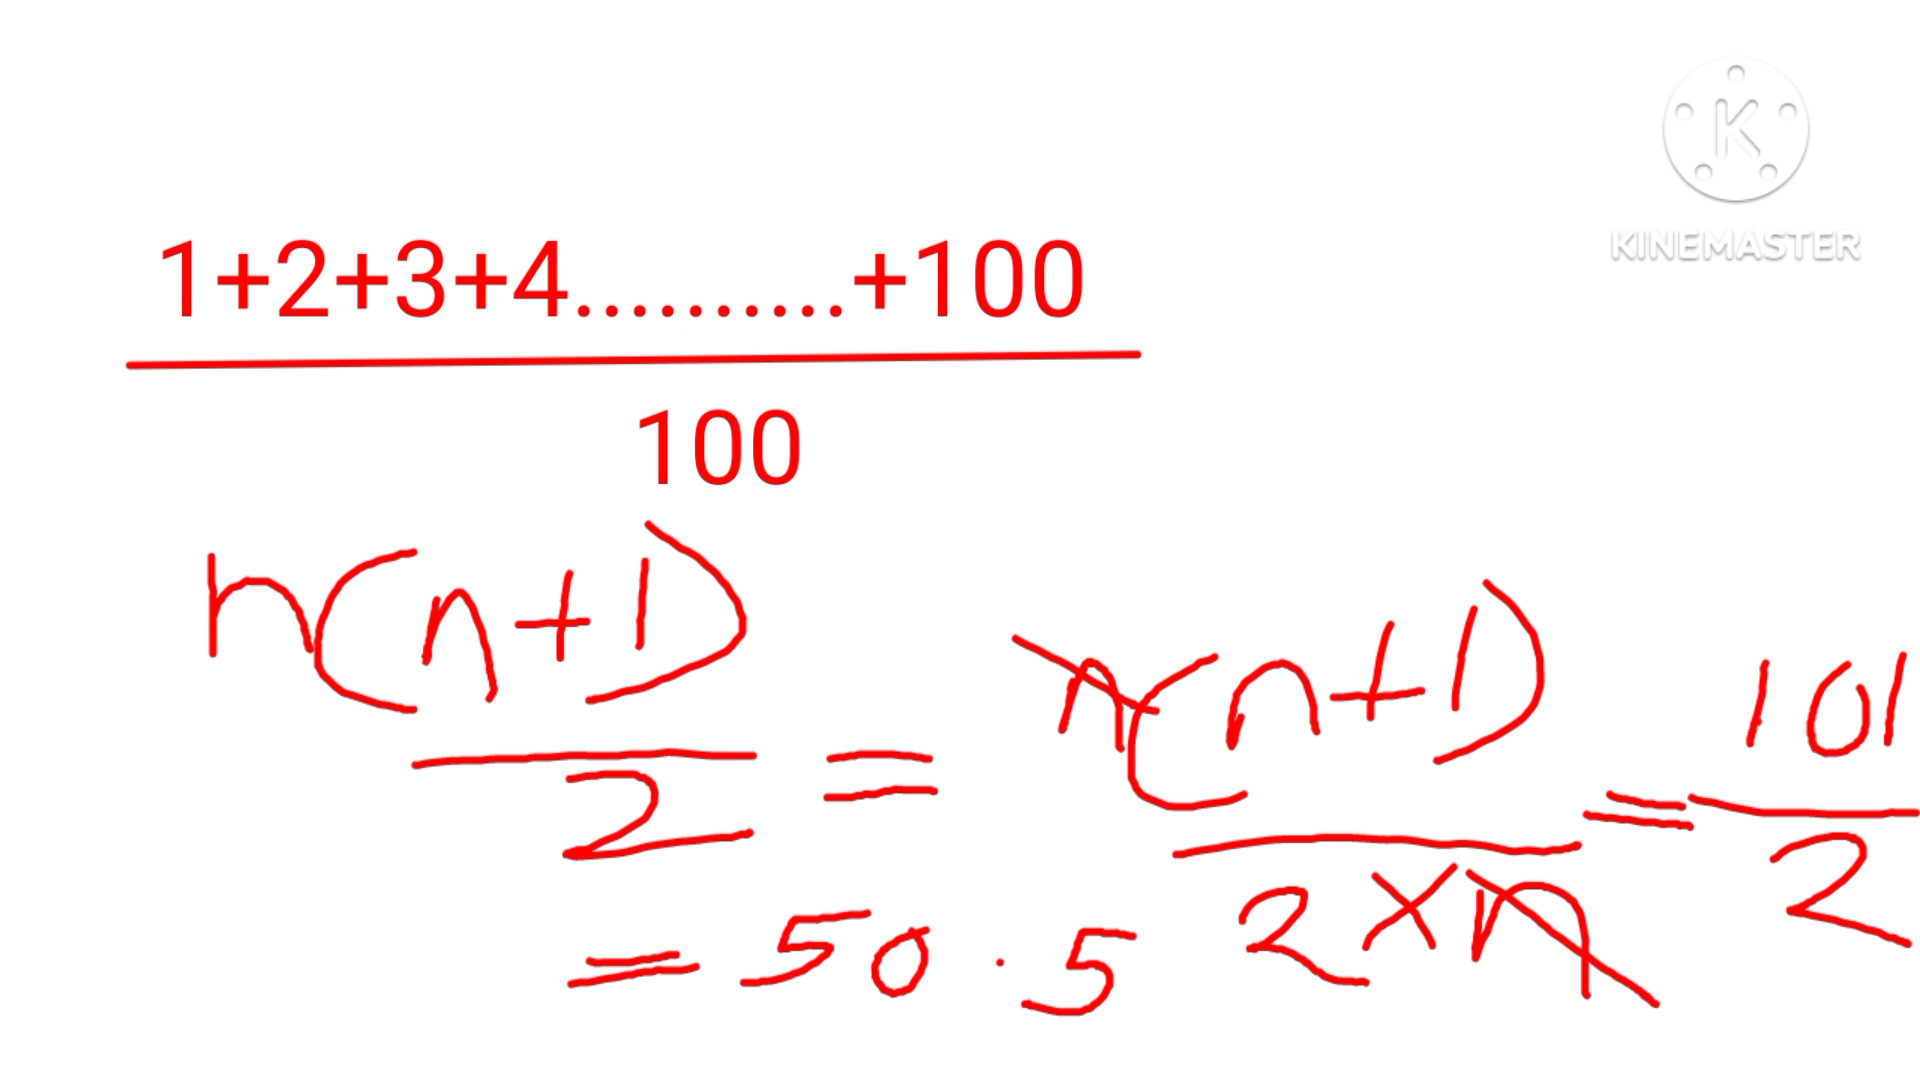 K
KINEMASTER
1+2+3+4..........+100
100
n(n+1)
2
=
n(n+1)
2×n
=
101
2
= 50.5